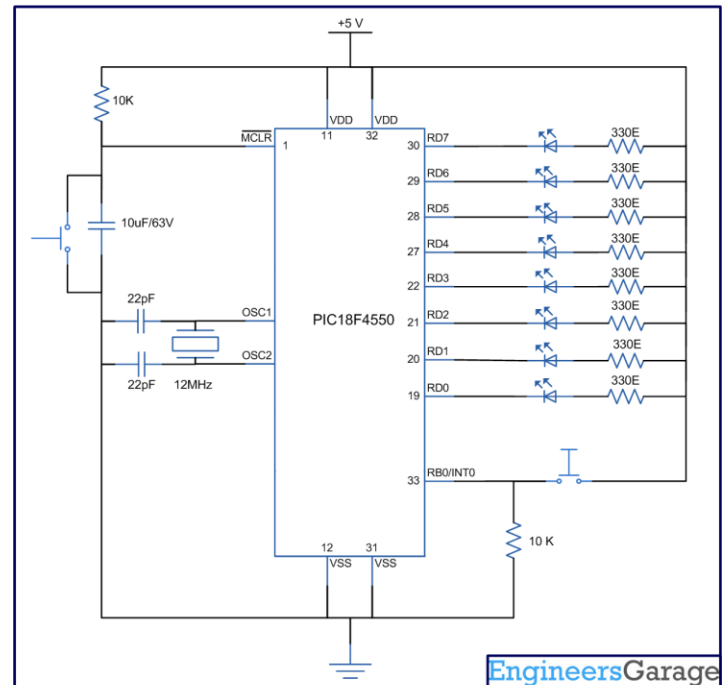 +5 V
10K
MCLR
VDD
VDD
11
32
1
30
RD7
330E
29
RD6
330E
10uF/63V
28
RD5
330E
27
RD4
330E
22
RD3
330E
22pF
OSC1
PIC18F4550
21
RD2
330E
OSC2
20
RD1
330E
22pF
12MHz
19
RD0
330E
33
RB0/INT0
10 K
12
31
VSS
VSS
EngineersGarage